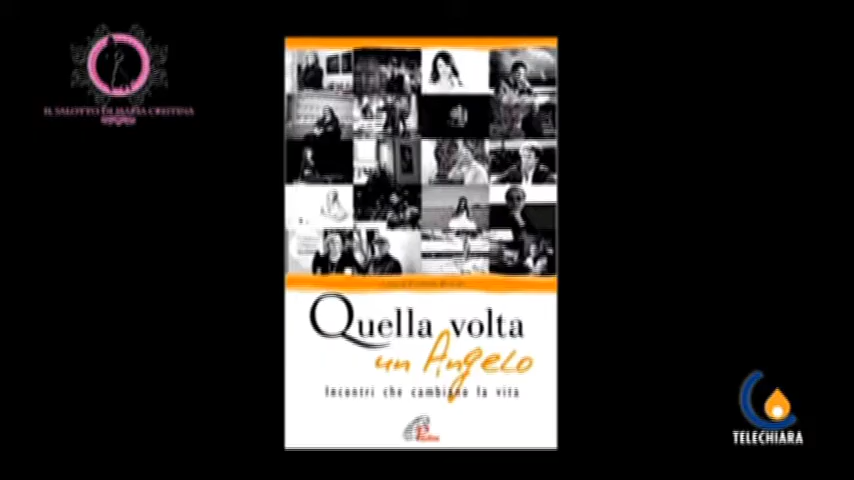 IL SALOTTO DI MARIA CRISTINA
Quella volta
un Angelo
Incontri che cambiano la vita
TELECHIARA